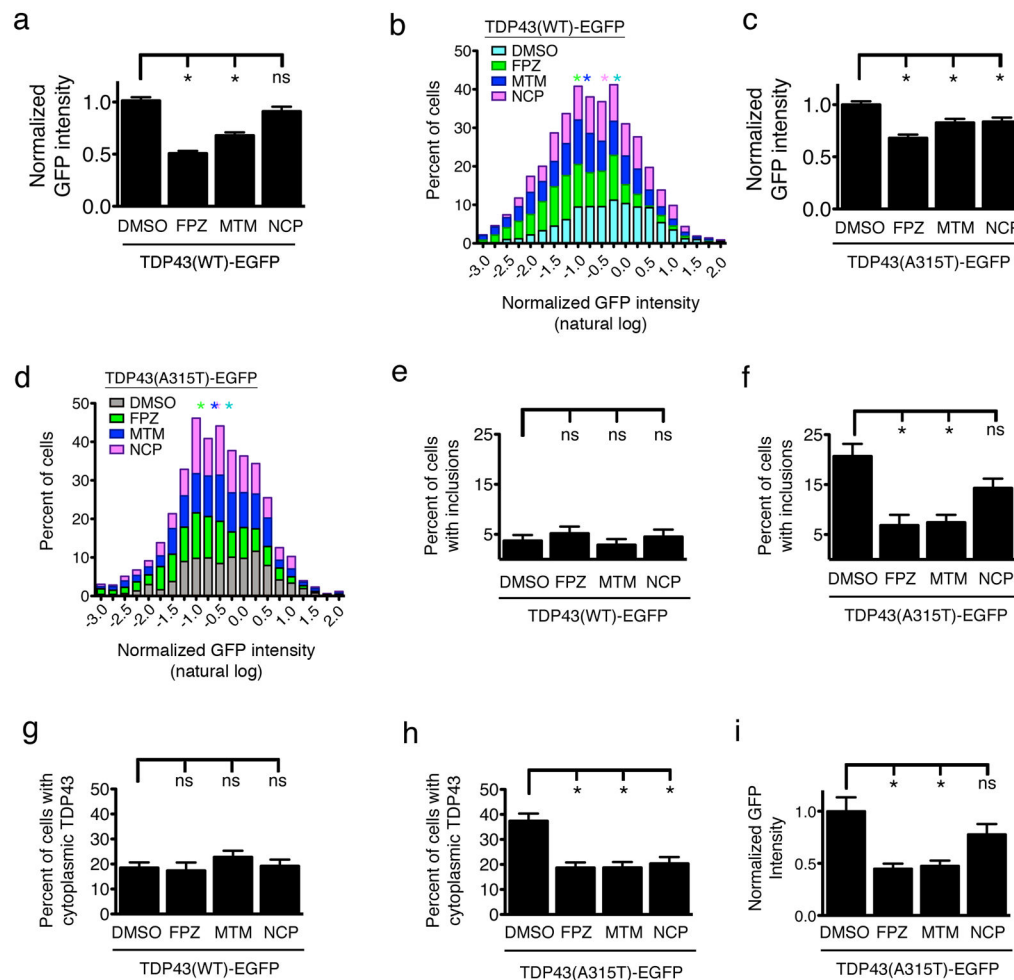 a
Normalized
GFP intensity
1.0
0.5
0.0
* * ns
DMSO FPZ MTM NCP
TDP43(WT)-EGFP
b
TDP43(WT)-EGFP
DMSO
FPZ
MTM
NCP
* * * *
Percent of cells
50
40
30
20
10
0
-3.0 -2.5 -2.0 -1.5 -1.0 -0.5 0.0 0.5 1.0 1.5 2.0
Normalized GFP intensity
(natural log)
c
Normalized
GFP intensity
1.0
0.5
0.0
* * *
DMSO FPZ MTM NCP
TDP43(A315T)-EGFP
d
TDP43(A315T)-EGFP
DMSO
FPZ
MTM
NCP
* * *
Percent of cells
50
40
30
20
10
0
-3.0 -2.5 -2.0 -1.5 -1.0 -0.5 0.0 0.5 1.0 1.5 2.0
Normalized GFP intensity
(natural log)
e
Percent of cells
with inclusions
25
15
5
ns ns ns
DMSO FPZ MTM NCP
TDP43(WT)-EGFP
f
Percent of cells
with inclusions
25
15
5
* * ns
DMSO FPZ MTM NCP
TDP43(A315T)-EGFP
g
Percent of cells with
cytoplasmic TDP43
50
40
30
20
10
0
ns ns ns
DMSO FPZ MTM NCP
TDP43(WT)-EGFP
h
Percent of cells with
cytoplasmic TDP43
50
40
30
20
10
0
* * *
DMSO FPZ MTM NCP
TDP43(A315T)-EGFP
i
Normalized GFP
Intensity
1.0
0.5
0.0
* * ns
DMSO FPZ MTM NCP
TDP43(A315T)-EGFP